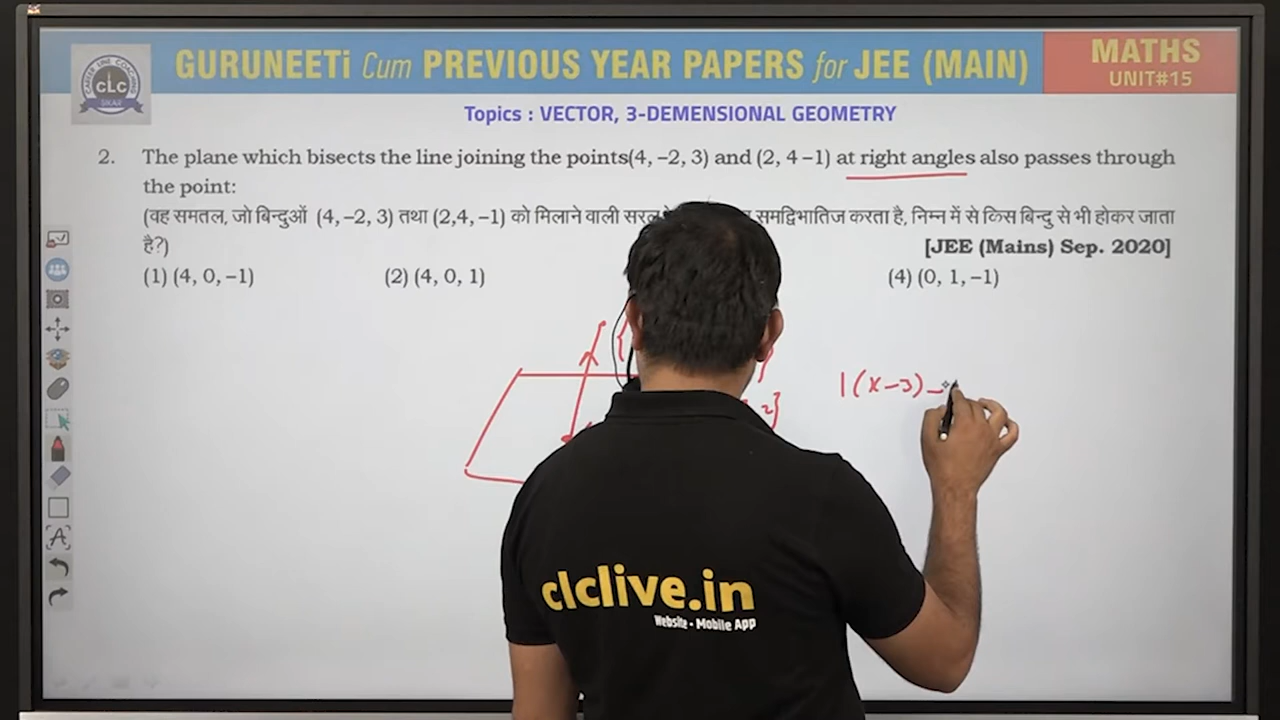 GURUNEETi Cum PREVIOUS YEAR PAPERS for JEE (MAIN)
MATHS
UNIT#15
CLC
SIKAR
Topics : VECTOR, 3-DEMENSIONAL GEOMETRY
2. The plane which bisects the line joining the points(4, −2, 3) and (2, 4 −1) at right angles also passes through
the point:
(वह समतल, जो बिन्दुओं (4, −2, 3) तथा (2,4, −1) को मिलाने वाली समद्विभाजित करता है, निम्न में से किस बिन्दु से भी होकर जाता
है?) [JEE (Mains) Sep. 2020]
(1) (4, 0, −1) (2) (4, 0, 1) (4) (0, 1, −1)
1(x−3) −
clclive.in
Website • Mobile App